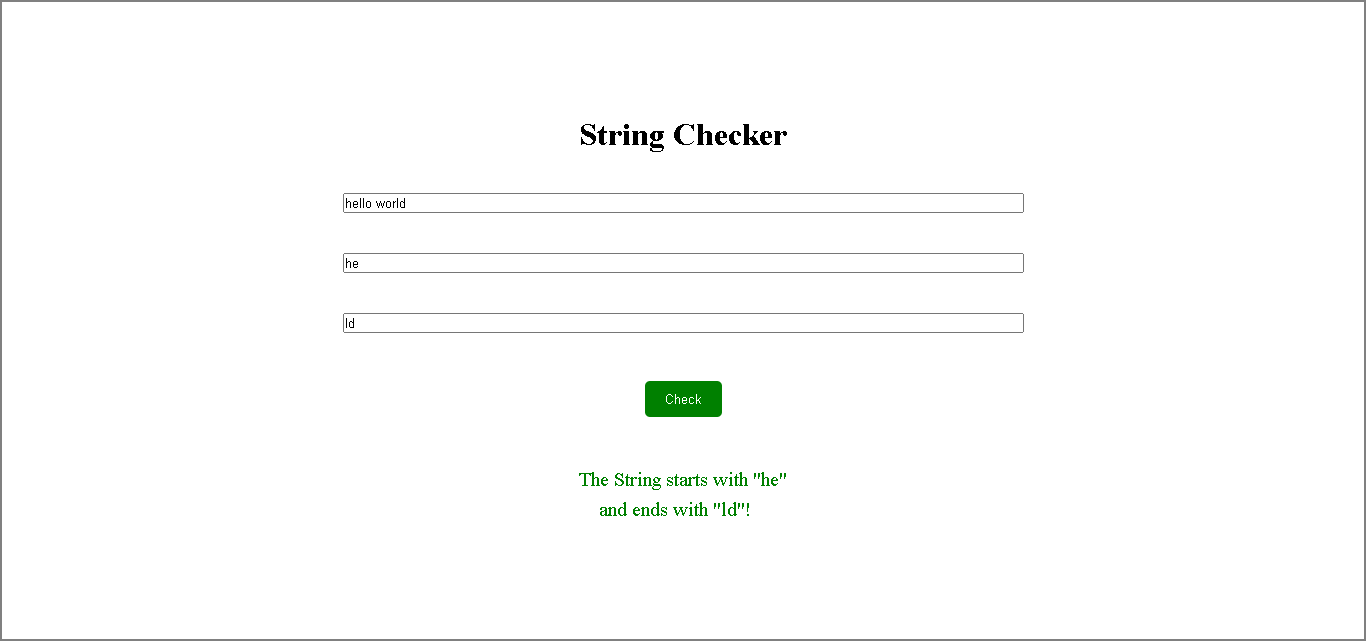 String Checker
hello world
he
ld
Check
The String starts with "he"
and ends with "ld"!